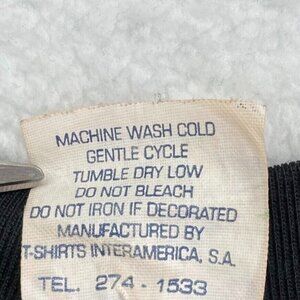 MACHINE WASH COLD
GENTLE CYCLE
TUMBLE DRY LOW
DO NOT BLEACH
DO NOT IRON IF DECORATED
MANUFACTURED BY
T-SHIRTS INTERAMERICA, S.A.
TEL. 274-1533